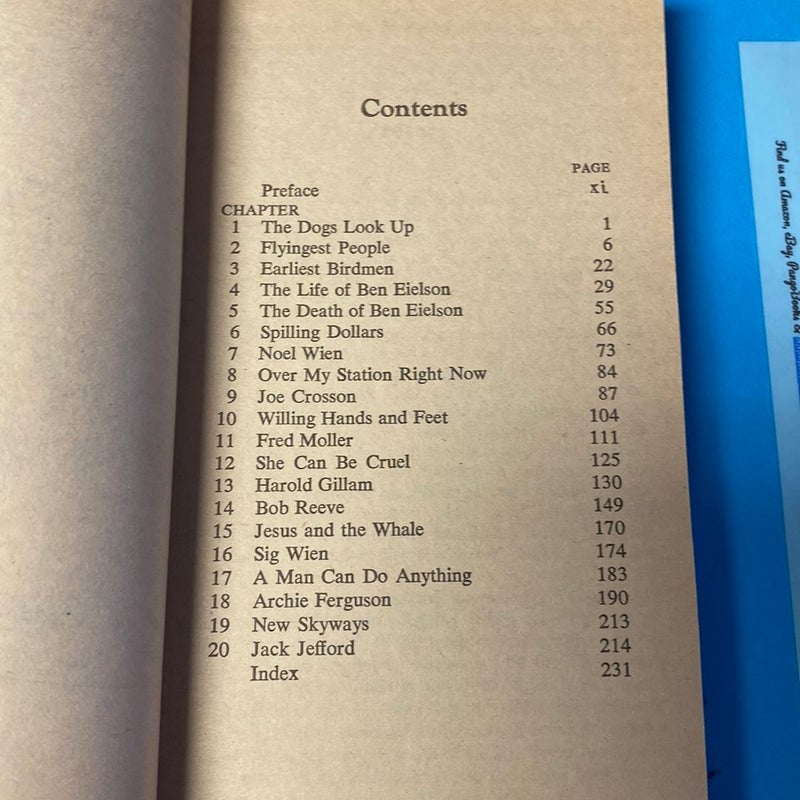 Contents
PAGE
Preface xi
CHAPTER
1 The Dogs Look Up 1
2 Flyingest People 6
3 Earliest Birdmen 22
4 The Life of Ben Eielson 29
5 The Death of Ben Eielson 55
6 Spilling Dollars 66
7 Noel Wien 73
8 Over My Station Right Now 84
9 Joe Crosson 87
10 Willing Hands and Feet 104
11 Fred Moller 111
12 She Can Be Cruel 125
13 Harold Gillam 130
14 Bob Reeve 149
15 Jesus and the Whale 170
16 Sig Wien 174
17 A Man Can Do Anything 183
18 Archie Ferguson 190
19 New Skyways 213
20 Jack Jefford 214
Index 231
Find us on Amazon, eBay, PangoBooks &